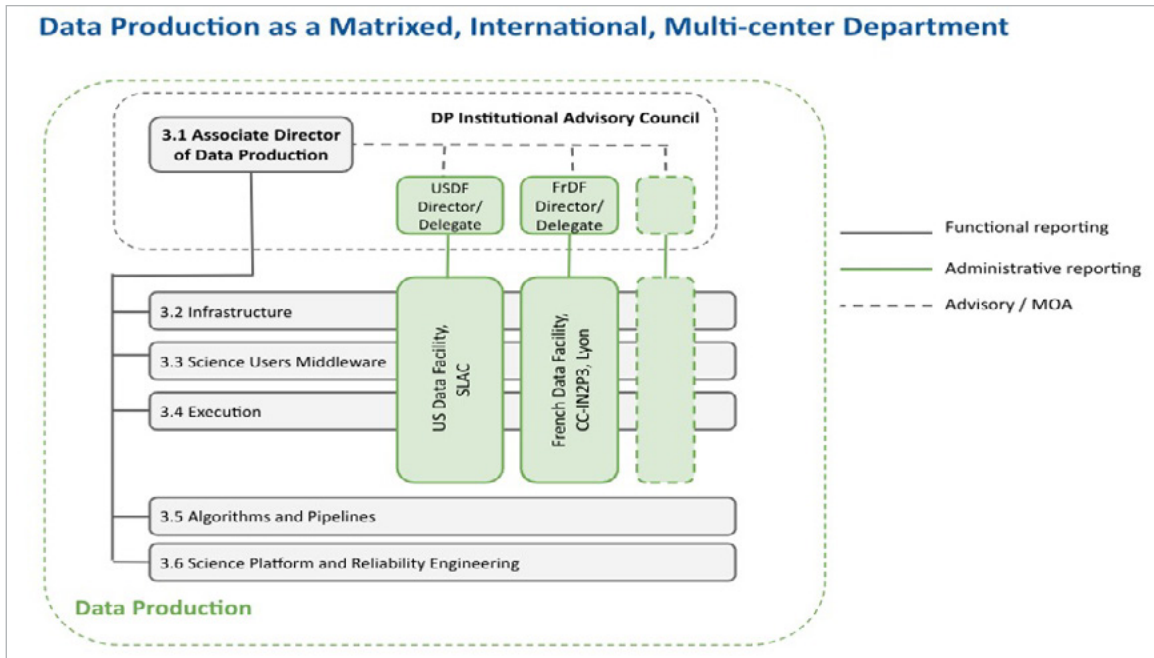 Data Production as a Matrixed, International, Multi-center Department
DP Institutional Advisory Council
3.1 Associate Director
of Data Production
USDF
Director/
Delegate
FrDF
Director/
Delegate
Functional reporting
Administrative reporting
Advisory / MOA
3.2 Infrastructure
3.3 Science Users Middleware
3.4 Execution
US Data Facility,
SLAC
French Data Facility,
CC-IN2P3, Lyon
3.5 Algorithms and Pipelines
3.6 Science Platform and Reliability Engineering
Data Production